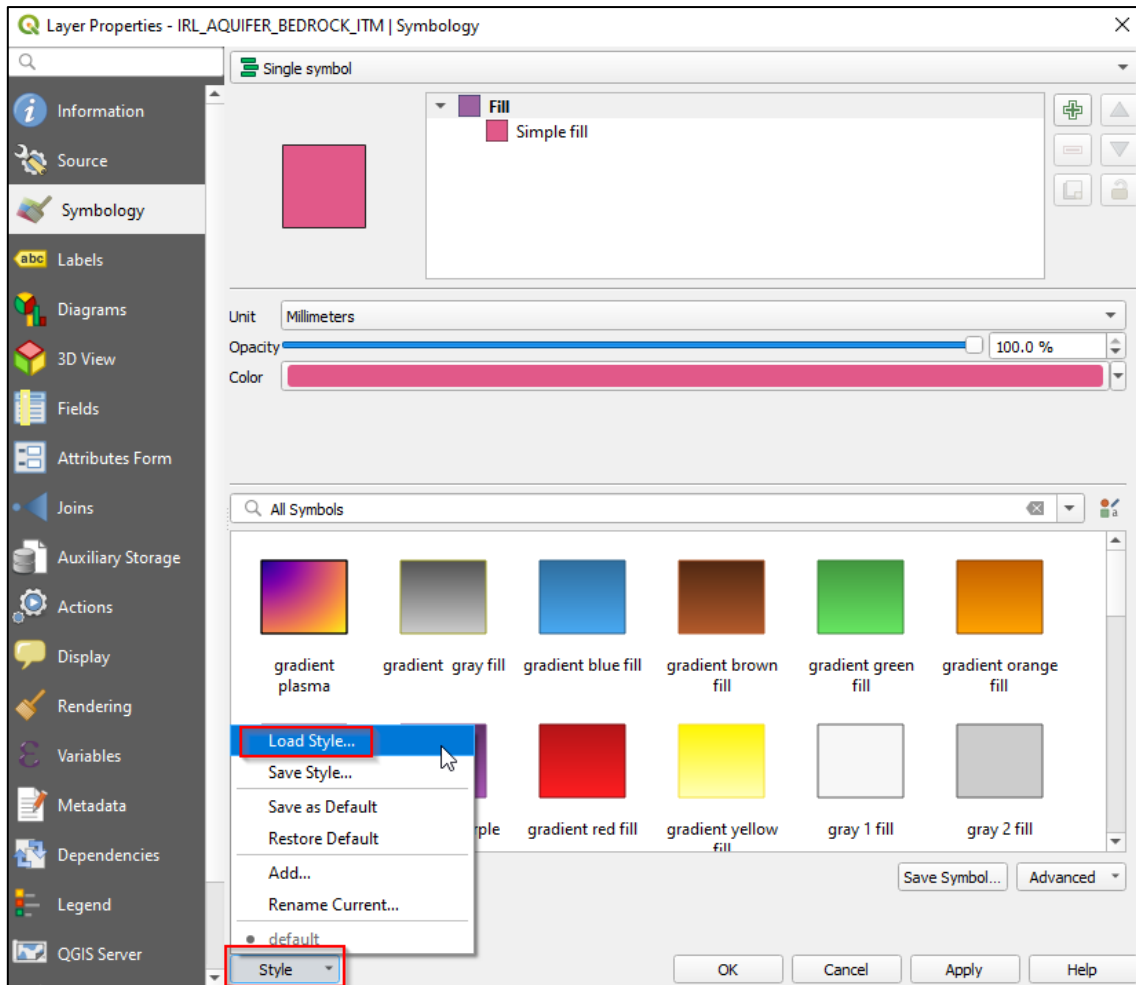 Layer Properties - IRL_AQUIFER_BEDROCK_ITM | Symbology
Single symbol
Information
Source
Symbology
abc Labels
Diagrams
3D View
Fields
Attributes Form
Joins
Auxiliary Storage
Actions
Display
Rendering
Variables
Metadata
Dependencies
Legend
QGIS Server
Fill
Simple fill
Unit Millimeters
Opacity 100.0 %
Color
All Symbols
gradient plasma
gradient gray fill
gradient blue fill
gradient brown fill
gradient green fill
gradient orange fill
rple
gradient red fill
gradient yellow fill
gray 1 fill
gray 2 fill
Load Style...
Save Style...
Save as Default
Restore Default
Add...
Rename Current...
default
Save Symbol...
Advanced
Style
OK
Cancel
Apply
Help